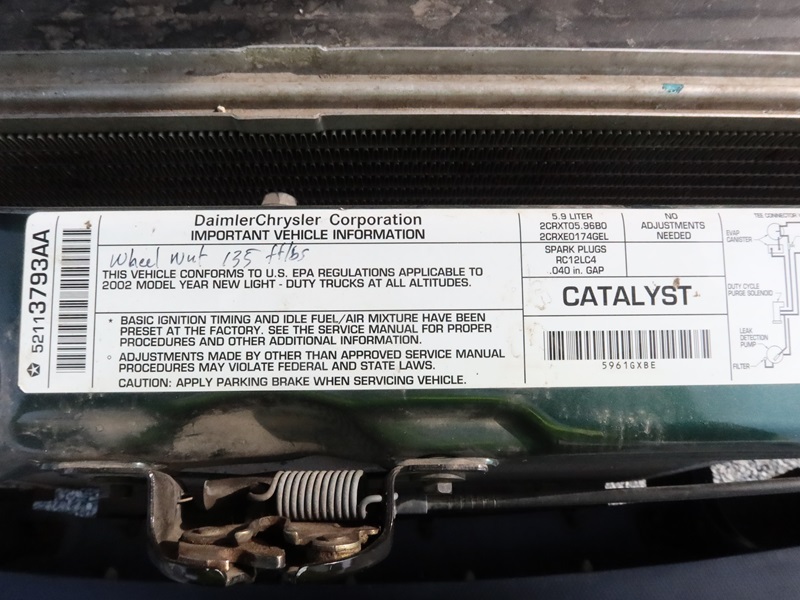 52113793AA
DaimlerChrysler Corporation
IMPORTANT VEHICLE INFORMATION
Wheel Nut 135 ft/lbs
THIS VEHICLE CONFORMS TO U.S. EPA REGULATIONS APPLICABLE TO
2002 MODEL YEAR NEW LIGHT - DUTY TRUCKS AT ALL ALTITUDES.
* BASIC IGNITION TIMING AND IDLE FUEL/AIR MIXTURE HAVE BEEN
PRESET AT THE FACTORY. SEE THE SERVICE MANUAL FOR PROPER
PROCEDURES AND OTHER ADDITIONAL INFORMATION.
° ADJUSTMENTS MADE BY OTHER THAN APPROVED SERVICE MANUAL
PROCEDURES MAY VIOLATE FEDERAL AND STATE LAWS.
CAUTION: APPLY PARKING BRAKE WHEN SERVICING VEHICLE.
5.9 LITER
2CRXT05.96B0
2CRXE0174GEL
SPARK PLUGS
RC12LC4
.040 in. GAP
NO
ADJUSTMENTS
NEEDED
CATALYST
5961GXBE
TEE CONNECTOR
EVAP
CANISTER
DUTY CYCLE
PURGE SOLENOID
LEAK
DETECTION
PUMP
FILTER